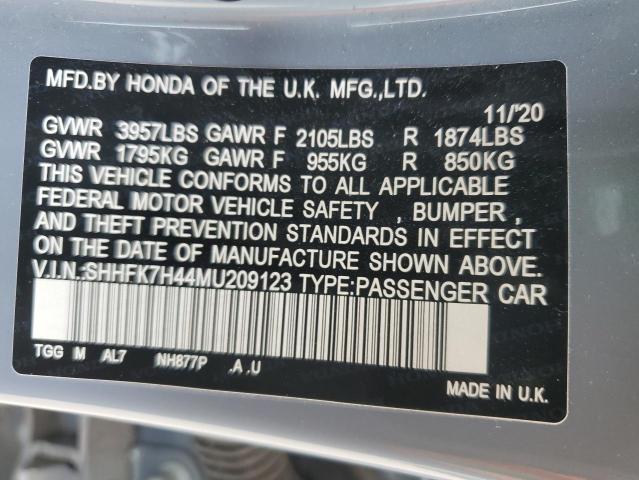 MFD.BY HONDA OF THE U.K. MFG.,LTD.
11/'20
GVWR 3957LBS GAWR F 2105LBS R 1874LBS
GVWR 1795KG GAWR F 955KG R 850KG
THIS VEHICLE CONFORMS TO ALL APPLICABLE
FEDERAL MOTOR VEHICLE SAFETY , BUMPER ,
AND THEFT PREVENTION STANDARDS IN EFFECT
ON THE DATE OF MANUFACTURE SHOWN ABOVE.
V.I.N.:SHHFK7H44MU209123 TYPE:PASSENGER CAR
TGG M AL7 NH877P .A .U
MADE IN U.K.